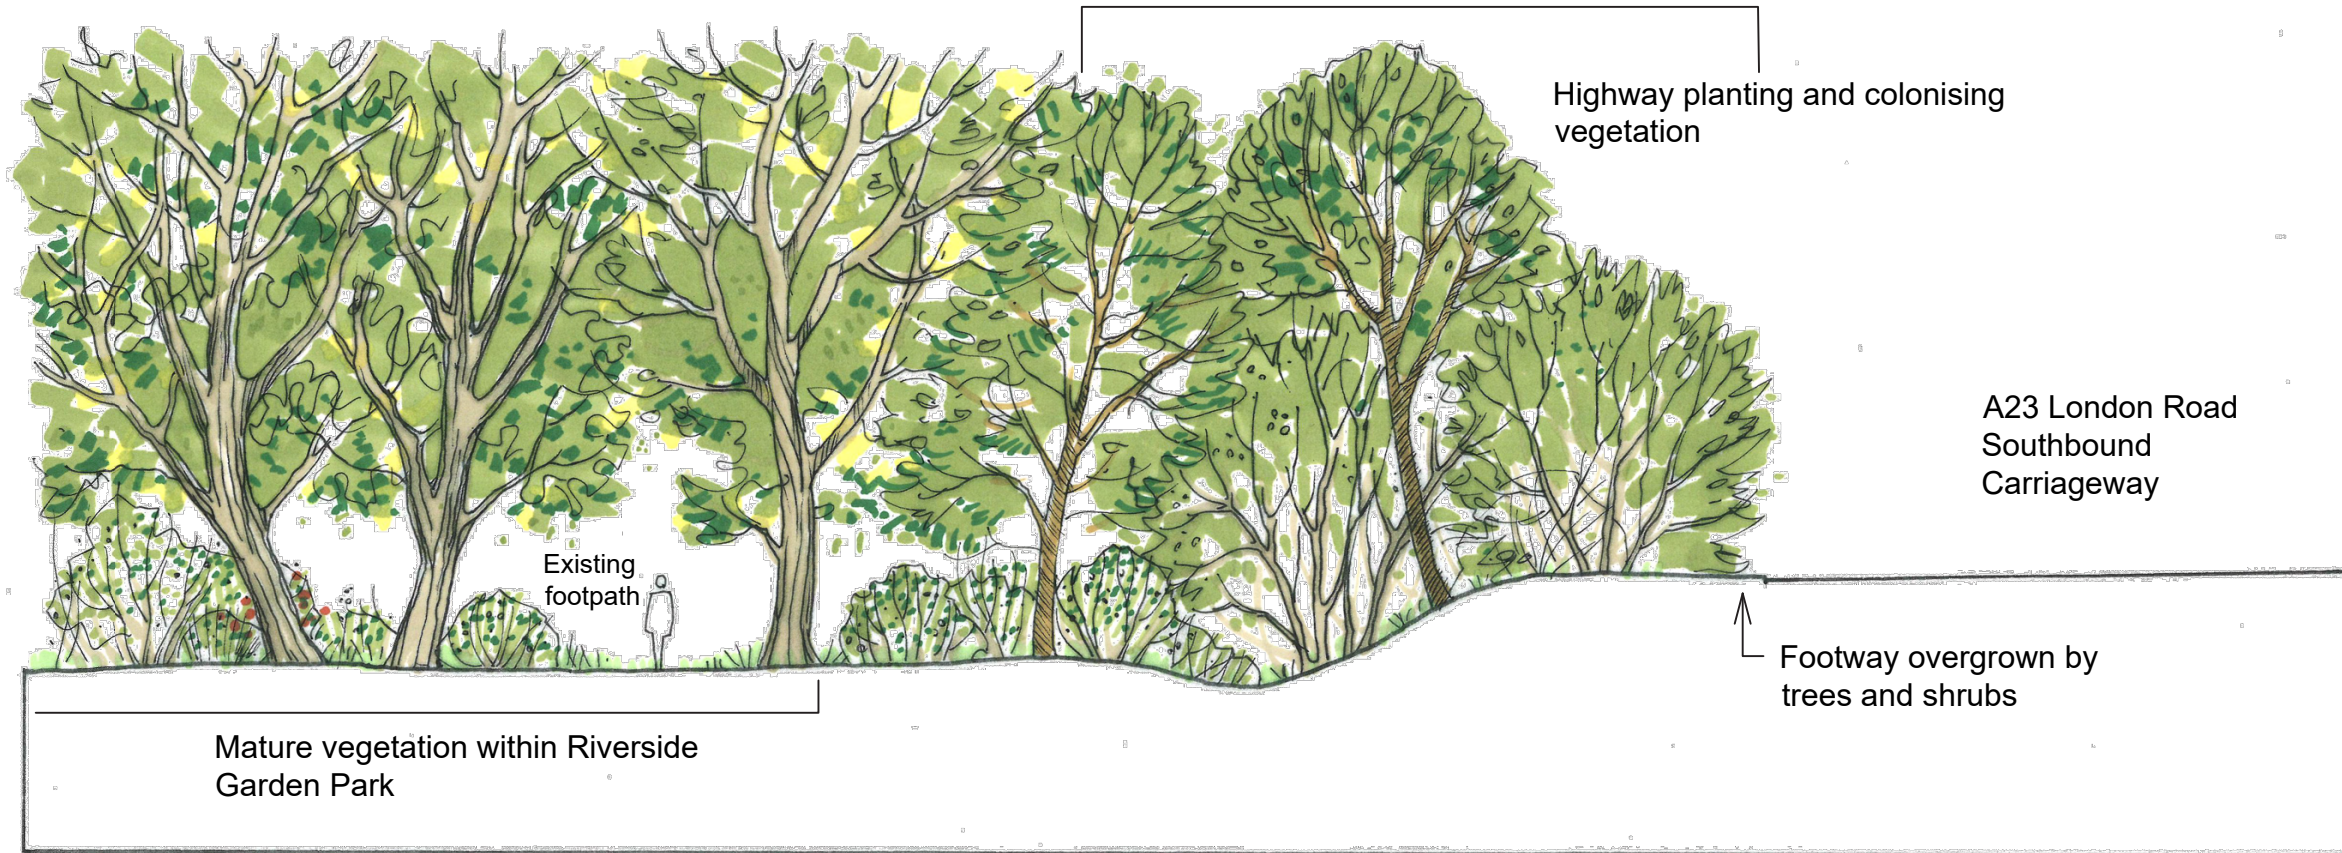 Highway planting and colonising
vegetation
A23 London Road
Southbound
Carriageway
Existing
footpath
Footway overgrown by
trees and shrubs
Mature vegetation within Riverside
Garden Park